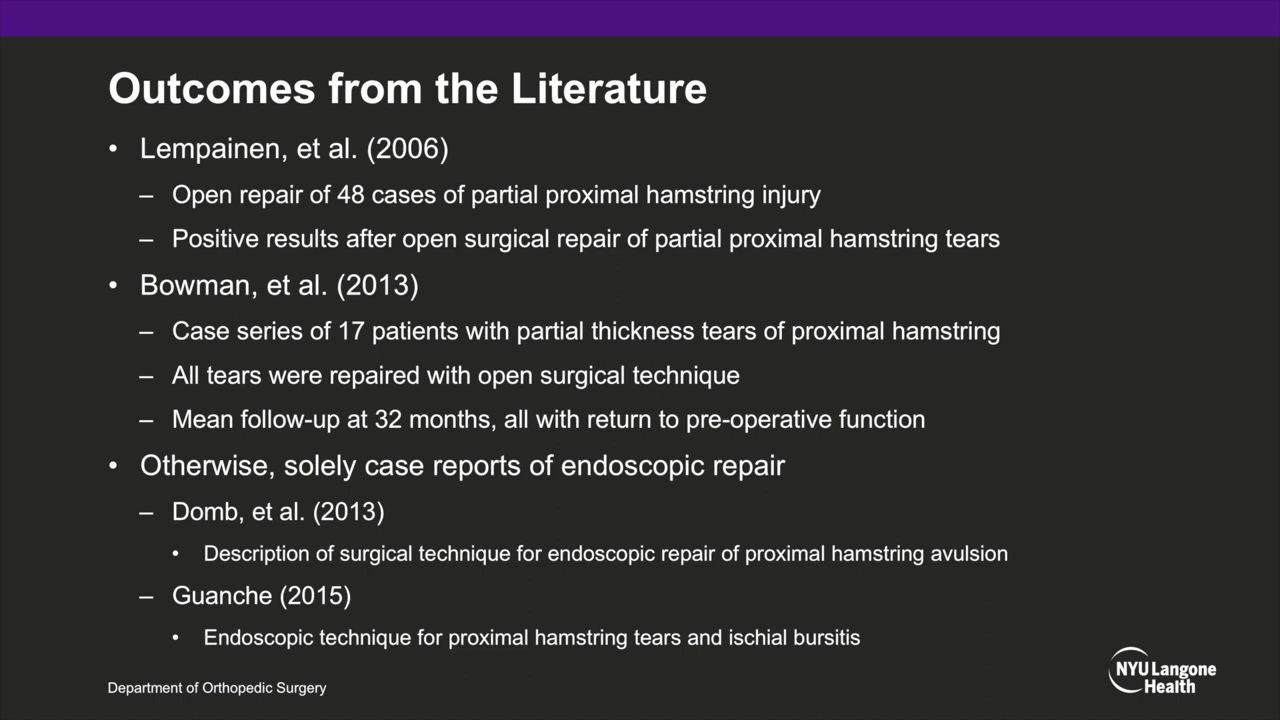 Outcomes from the Literature
• Lempainen, et al. (2006)
– Open repair of 48 cases of partial proximal hamstring injury
– Positive results after open surgical repair of partial proximal hamstring tears
• Bowman, et al. (2013)
– Case series of 17 patients with partial thickness tears of proximal hamstring
– All tears were repaired with open surgical technique
– Mean follow-up at 32 months, all with return to pre-operative function
• Otherwise, solely case reports of endoscopic repair
– Domb, et al. (2013)
• Description of surgical technique for endoscopic repair of proximal hamstring avulsion
– Guanche (2015)
• Endoscopic technique for proximal hamstring tears and ischial bursitis
Department of Orthopedic Surgery
NYU Langone
Health